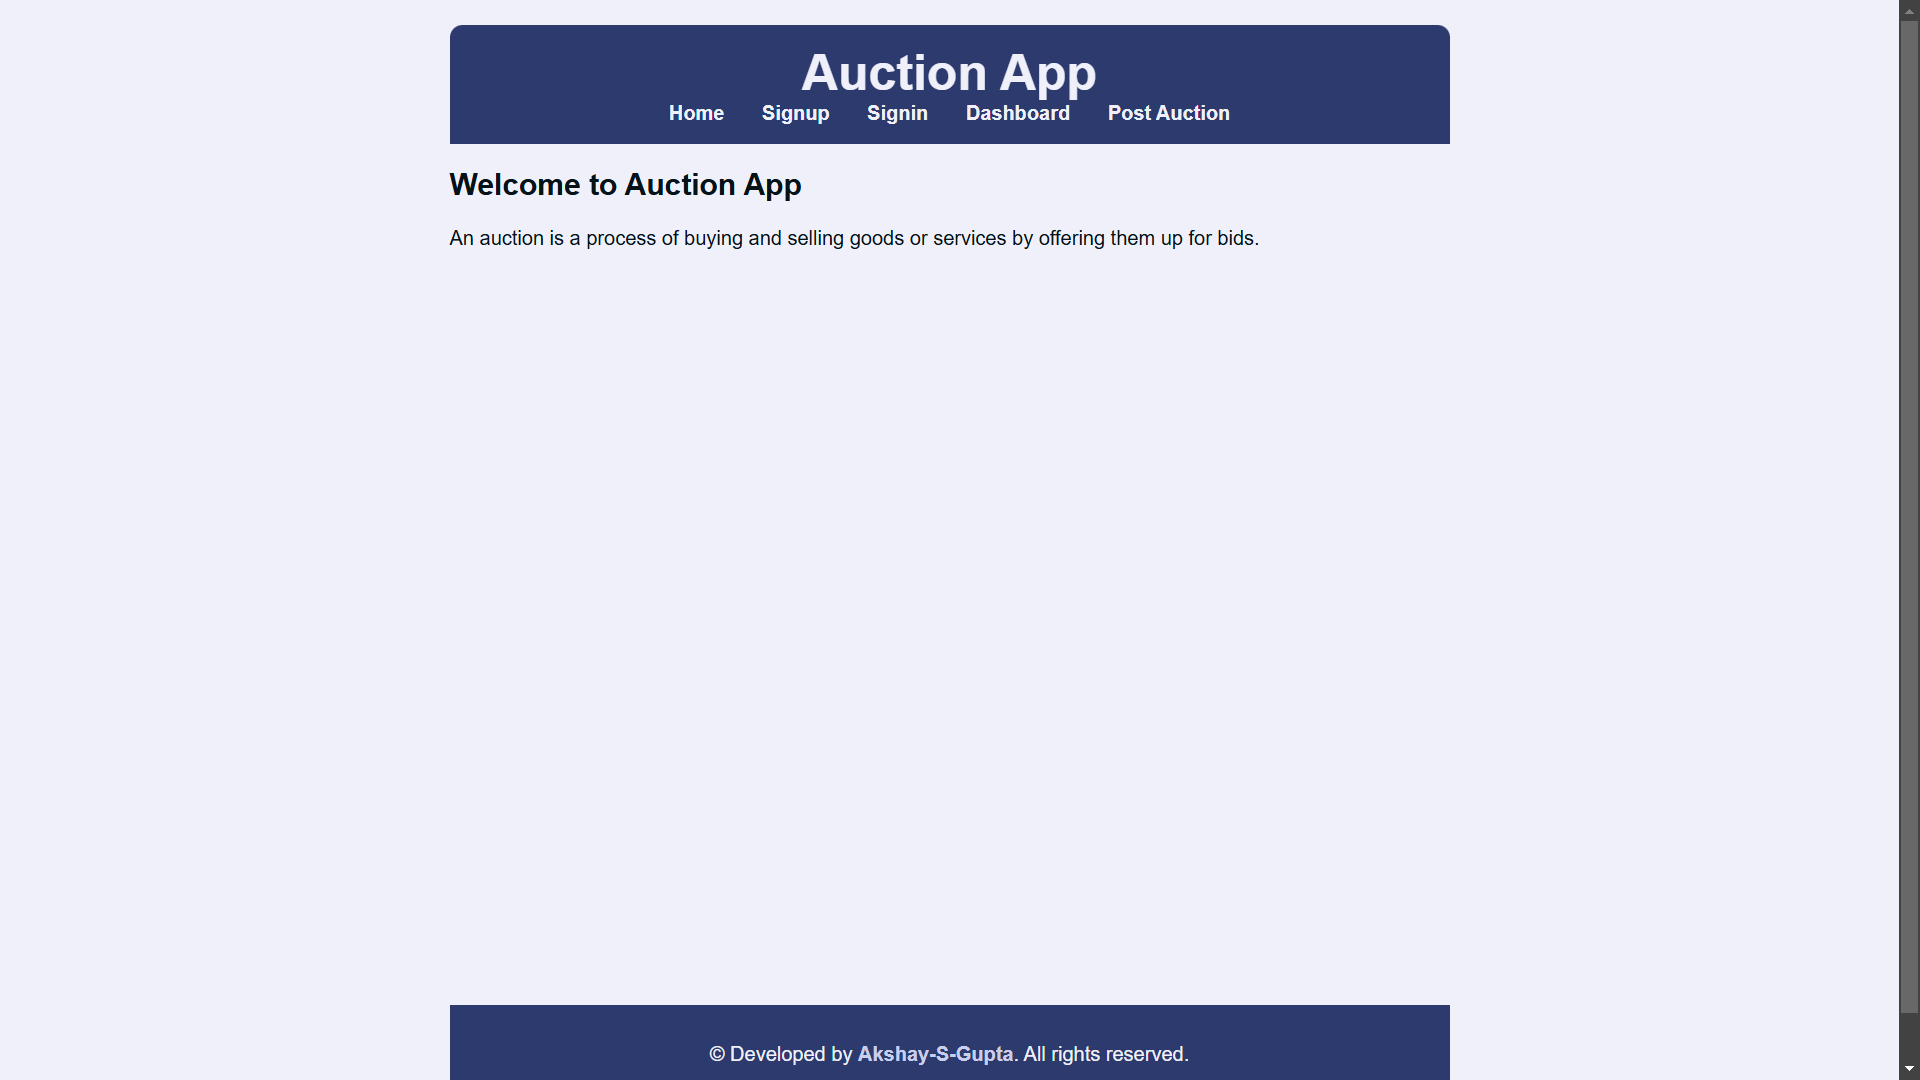 Auction App
Home Signup Signin Dashboard Post Auction
Welcome to Auction App
An auction is a process of buying and selling goods or services by offering them up for bids.
© Developed by Akshay-S-Gupta. All rights reserved.